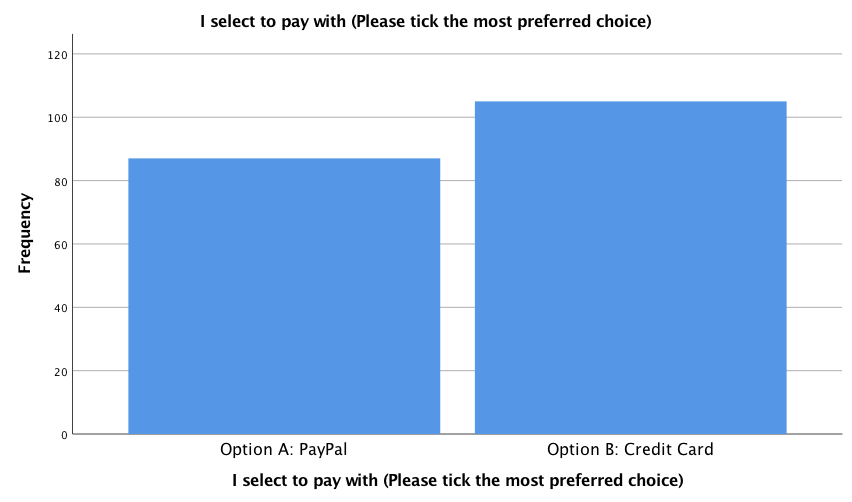 I select to pay with (Please tick the most preferred choice)
120
100
80
60
40
20
0
Frequency
Option A: PayPal
Option B: Credit Card
I select to pay with (Please tick the most preferred choice)